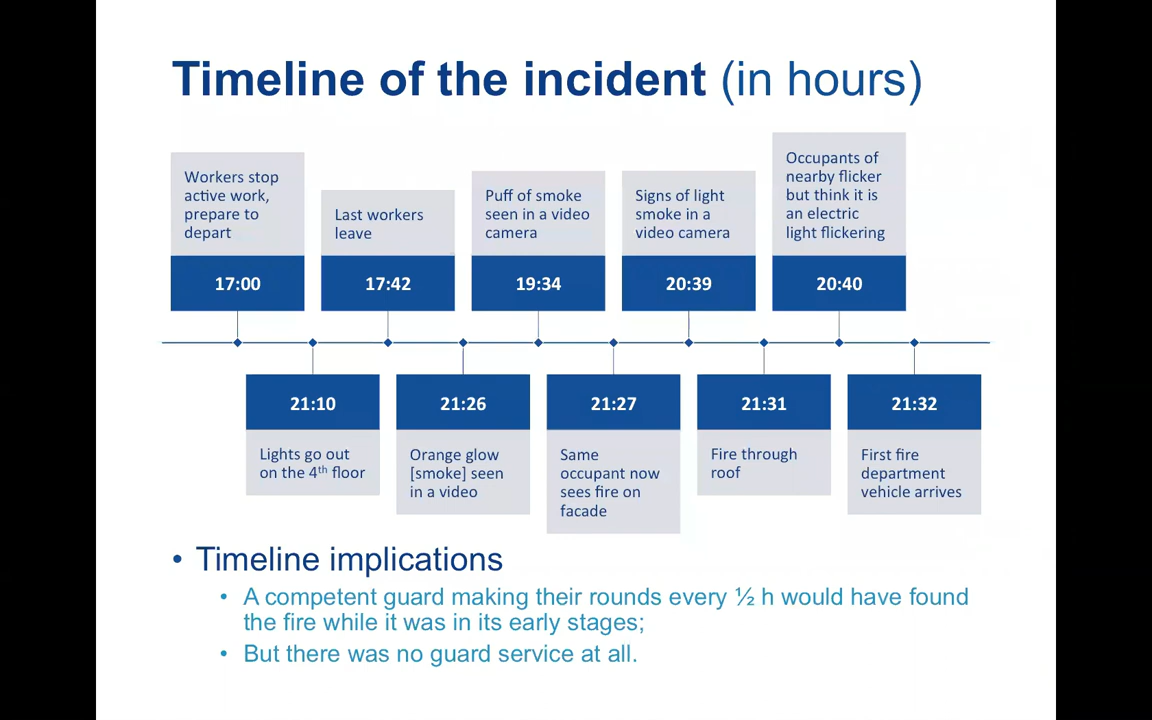 Timeline of the incident (in hours)
Workers stop
active work,
prepare to
depart
17:00
Last workers
leave
17:42
Puff of smoke
seen in a video
camera
19:34
Signs of light
smoke in a
video camera
20:39
Occupants of
nearby flicker
but think it is
an electric
light flickering
20:40
21:10
Lights go out
on the 4th floor
21:26
Orange glow
[smoke] seen
in a video
21:27
Same
occupant now
sees fire on
facade
21:31
Fire through
roof
21:32
First fire
department
vehicle arrives
• Timeline implications
• A competent guard making their rounds every ½ h would have found
the fire while it was in its early stages;
• But there was no guard service at all.